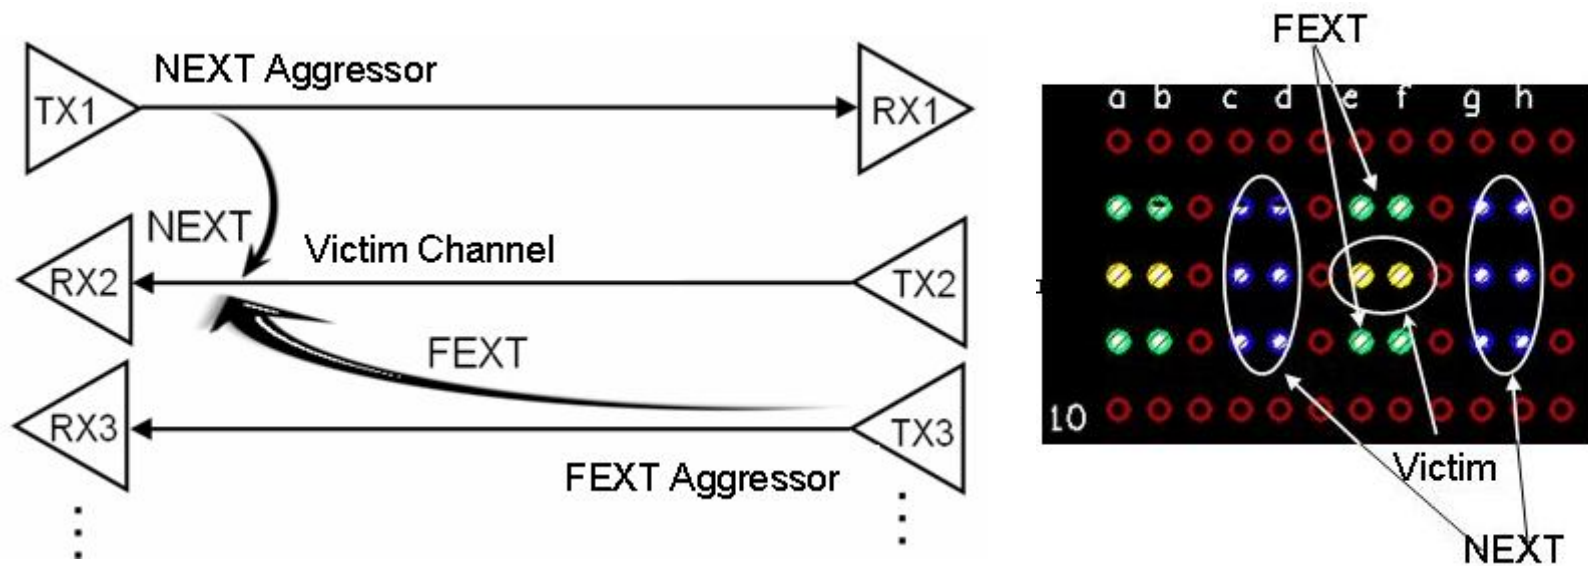 NEXT Aggressor
TX1
RX1
NEXT
Victim Channel
RX2
TX2
FEXT
RX3
TX3
FEXT Aggressor
FEXT
a b c d e f g h
10
Victim
NEXT